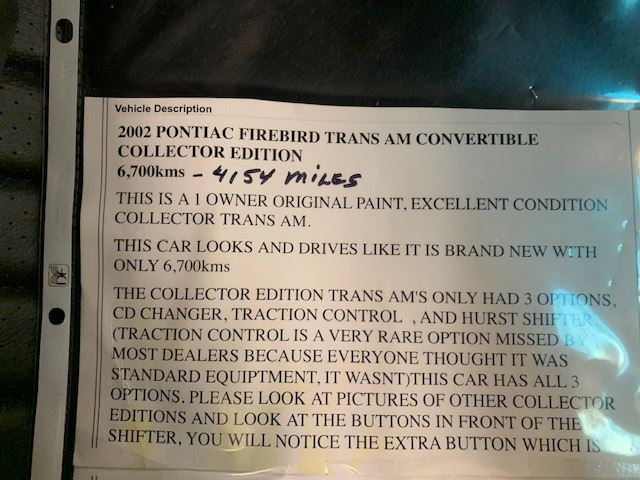 Vehicle Description
2002 PONTIAC FIREBIRD TRANS AM CONVERTIBLE
COLLECTOR EDITION
6,700kms - 4154 miLES
THIS IS A 1 OWNER ORIGINAL PAINT, EXCELLENT CONDITION
COLLECTOR TRANS AM.
THIS CAR LOOKS AND DRIVES LIKE IT IS BRAND NEW WITH
ONLY 6,700kms
THE COLLECTOR EDITION TRANS AM'S ONLY HAD 3 OPTIONS,
CD CHANGER, TRACTION CONTROL , AND HURST SHIFTER,
(TRACTION CONTROL IS A VERY RARE OPTION MISSED BY
MOST DEALERS BECAUSE EVERYONE THOUGHT IT WAS
STANDARD EQUIPTMENT, IT WASNT)THIS CAR HAS ALL 3
OPTIONS. PLEASE LOOK AT PICTURES OF OTHER COLLECTOR
EDITIONS AND LOOK AT THE BUTTONS IN FRONT OF THE
SHIFTER, YOU WILL NOTICE THE EXTRA BUTTON WHICH IS